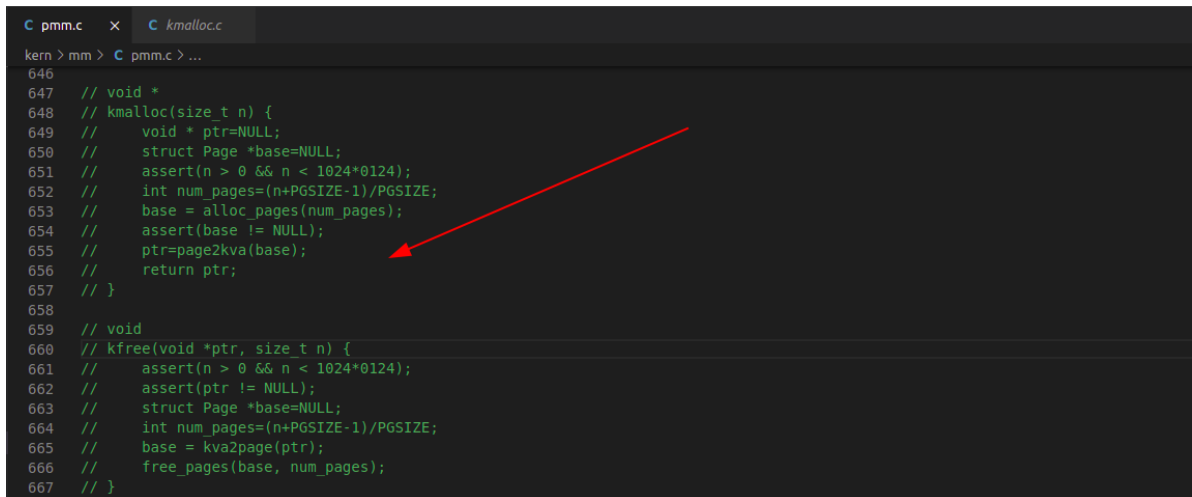 C pmm.c × C kmalloc.c
kern > mm > C pmm.c > ...
646
647 // void *
648 // kmalloc(size_t n) {
649 //     void * ptr=NULL;
650 //     struct Page *base=NULL;
651 //     assert(n > 0 && n < 1024*0124);
652 //     int num_pages=(n+PGSIZE-1)/PGSIZE;
653 //     base = alloc_pages(num_pages);
654 //     assert(base != NULL);
655 //     ptr=page2kva(base);
656 //     return ptr;
657 // }
658
659 // void
660 // kfree(void *ptr, size_t n) {
661 //     assert(n > 0 && n < 1024*0124);
662 //     assert(ptr != NULL);
663 //     struct Page *base=NULL;
664 //     int num_pages=(n+PGSIZE-1)/PGSIZE;
665 //     base = kva2page(ptr);
666 //     free_pages(base, num_pages);
667 // }